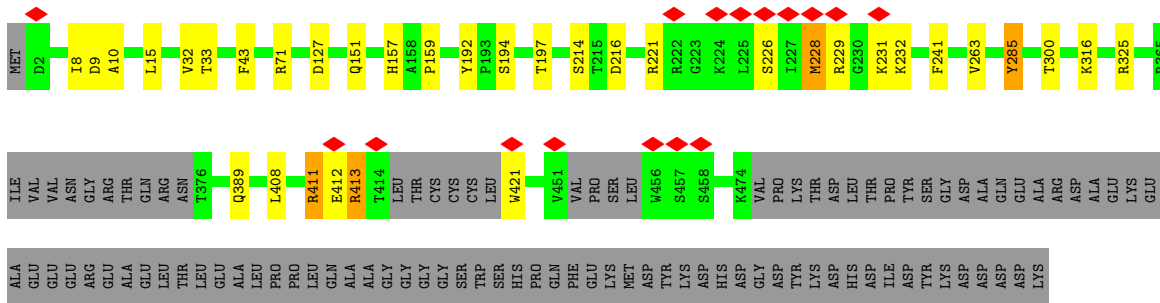 MET D2 I8 D9 A10 L15 V32 T33 F43 R71 D127 Q151 H157 A158 P159 Y192 P193 S194 T197 S214 T215 D216 R221 R222 G223 K224 L225 S226 I227 M228 R229 G230 K231 K232 F241 V263 Y285 T300 K316 R325
ILE VAL VAL ASN GLY ARG THR GLN ARG ASN T376 Q389 L408 R411 E412 R413 T414 LEU THR CYS CYS CYS LEU W421 V451 VAL PRO SER LEU W456 S457 S458 K474 VAL PRO LYS THR ASP LEU THR PRO TYR SER GLY ASP ALA GLN GLU ALA ARG ASP ALA GLU LYS GLU
ALA GLU GLU GLU ARG GLU ALA GLU LEU THR LEU GLU ALA LEU PRO PRO LEU GLN ALA ALA GLY GLY GLY GLY SER TRP SER HIS PRO GLN PHE GLU LYS MET ASP TYR LYS ASP HIS ASP GLY ASP TYR LYS ASP HIS ASP ILE ASP TYR LYS ASP ASP ASP ASP LYS